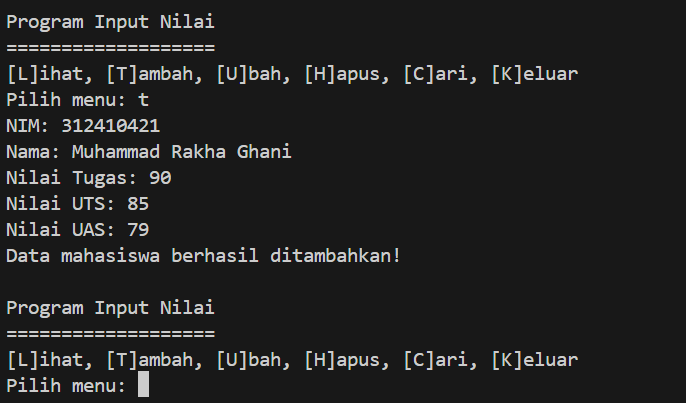 Program Input Nilai
===================
[L]ihat, [T]ambah, [U]bah, [H]apus, [C]ari, [K]eluar
Pilih menu: t
NIM: 312410421
Nama: Muhammad Rakha Ghani
Nilai Tugas: 90
Nilai UTS: 85
Nilai UAS: 79
Data mahasiswa berhasil ditambahkan!

Program Input Nilai
===================
[L]ihat, [T]ambah, [U]bah, [H]apus, [C]ari, [K]eluar
Pilih menu: